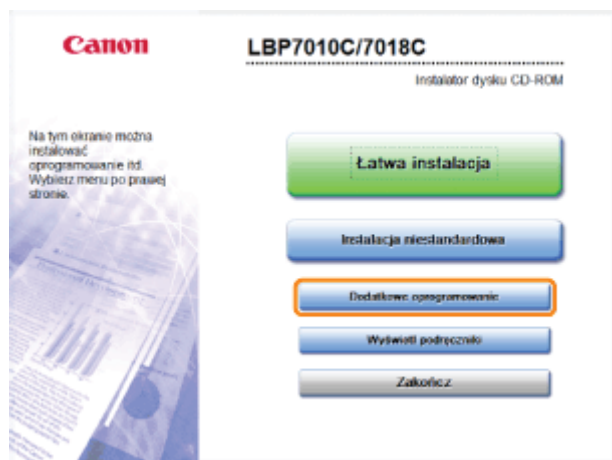 Canon
LBP7010C/7018C
Instalator dysku CD-ROM
Na tym ekranie można
instalować
oprogramowanie itd.
Wybierz menu po prawej
stronie.
Łatwa instalacja
Instalacja niestandardowa
Dodatkowe oprogramowanie
Wyświetl podręczniki
Zakończ